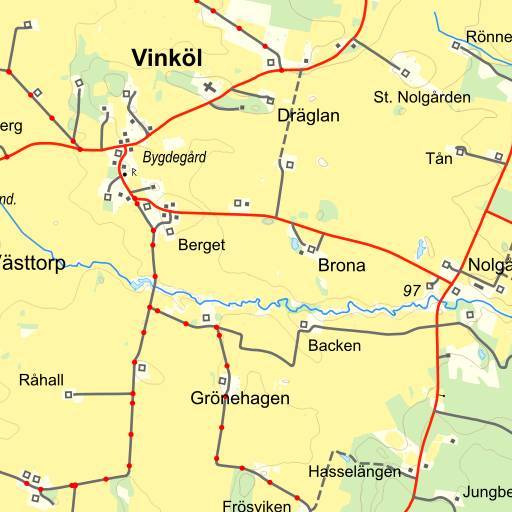 Rönne
Vinköl
St. Nolgården
Dräglan
erg
Bygdegård
Tån
R
nd.
Berget
Västtorp
Brona
Nolgå
97
Backen
Råhall
Grönehagen
Hasselängen
Jungbe
Frösviken